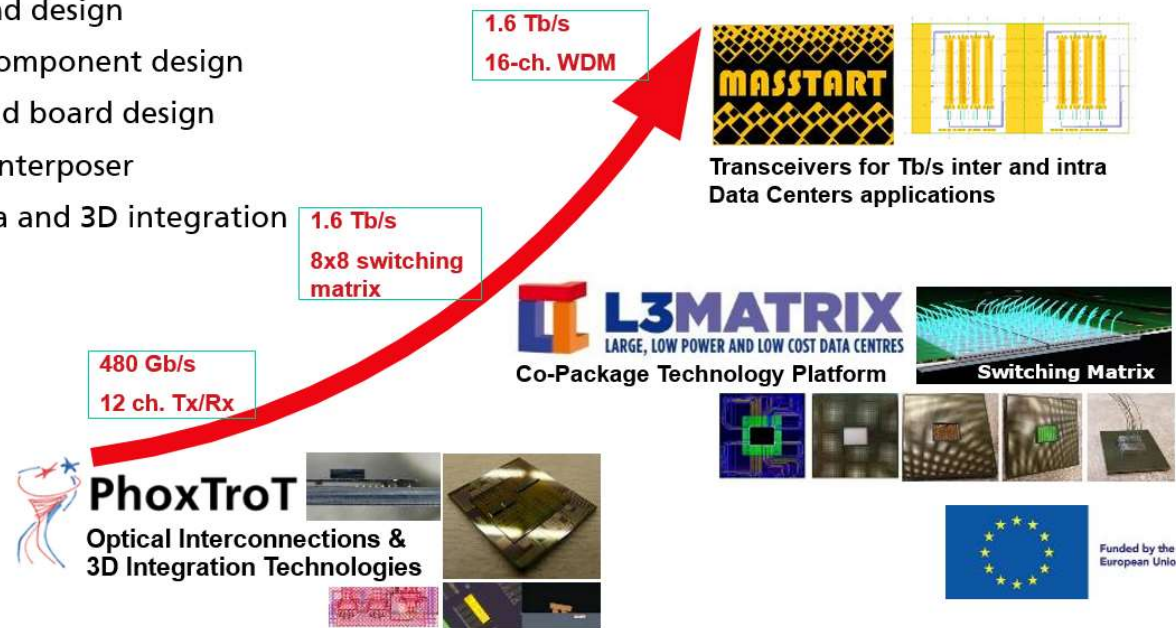 nd design
omponent design
d board design
nterposer
a and 3D integration
1.6 Tb/s
16-ch. WDM
MASSTART
Transceivers for Tb/s inter and intra
Data Centers applications
1.6 Tb/s
8x8 switching
matrix
L3MATRIX
LARGE, LOW POWER AND LOW COST DATA CENTRES
Co-Package Technology Platform
Switching Matrix
480 Gb/s
12 ch. Tx/Rx
PhoxTroT
Optical Interconnections &
3D Integration Technologies
Funded by the
European Unio